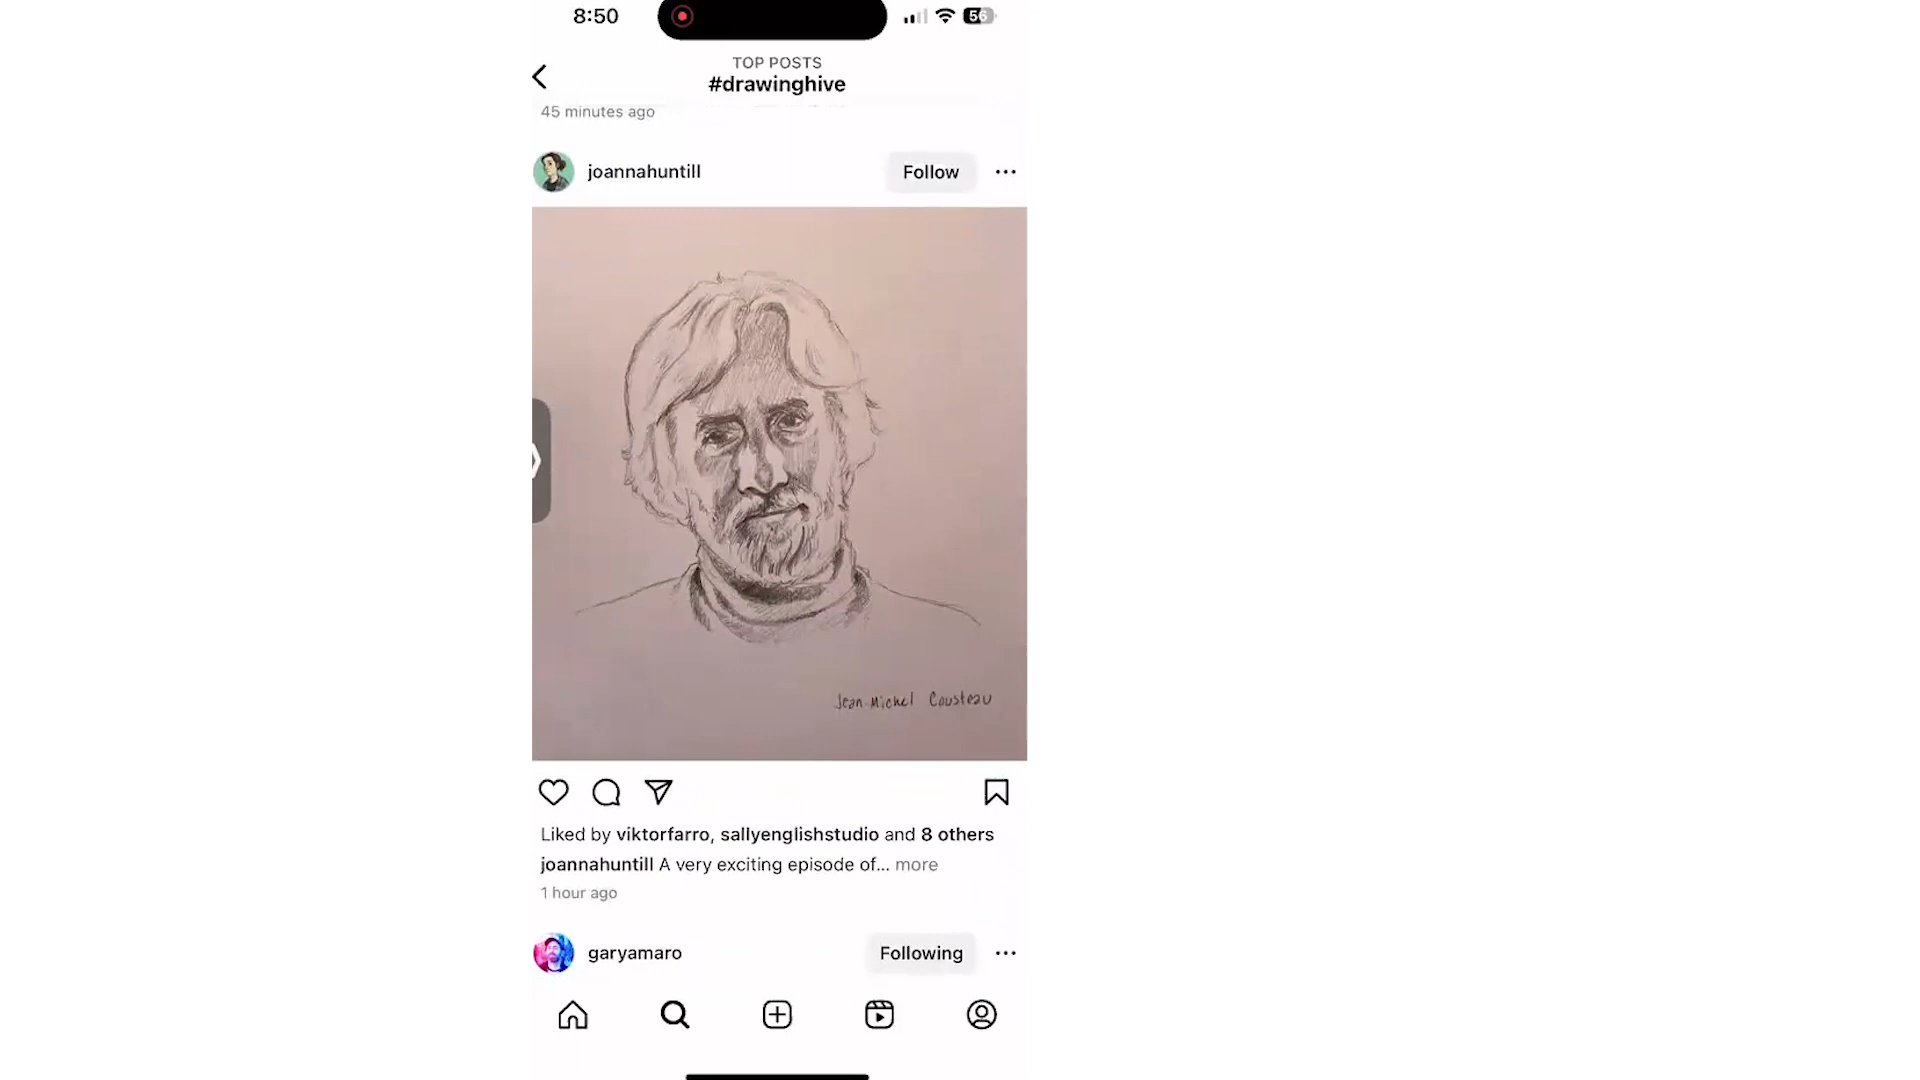 8:50
56
TOP POSTS
#drawinghive
45 minutes ago
joannahuntill
Follow
Jean-Michel Cousteau
Liked by viktorfarro, sallyenglishstudio and 8 others
joannahuntill A very exciting episode of... more
1 hour ago
garyamaro
Following